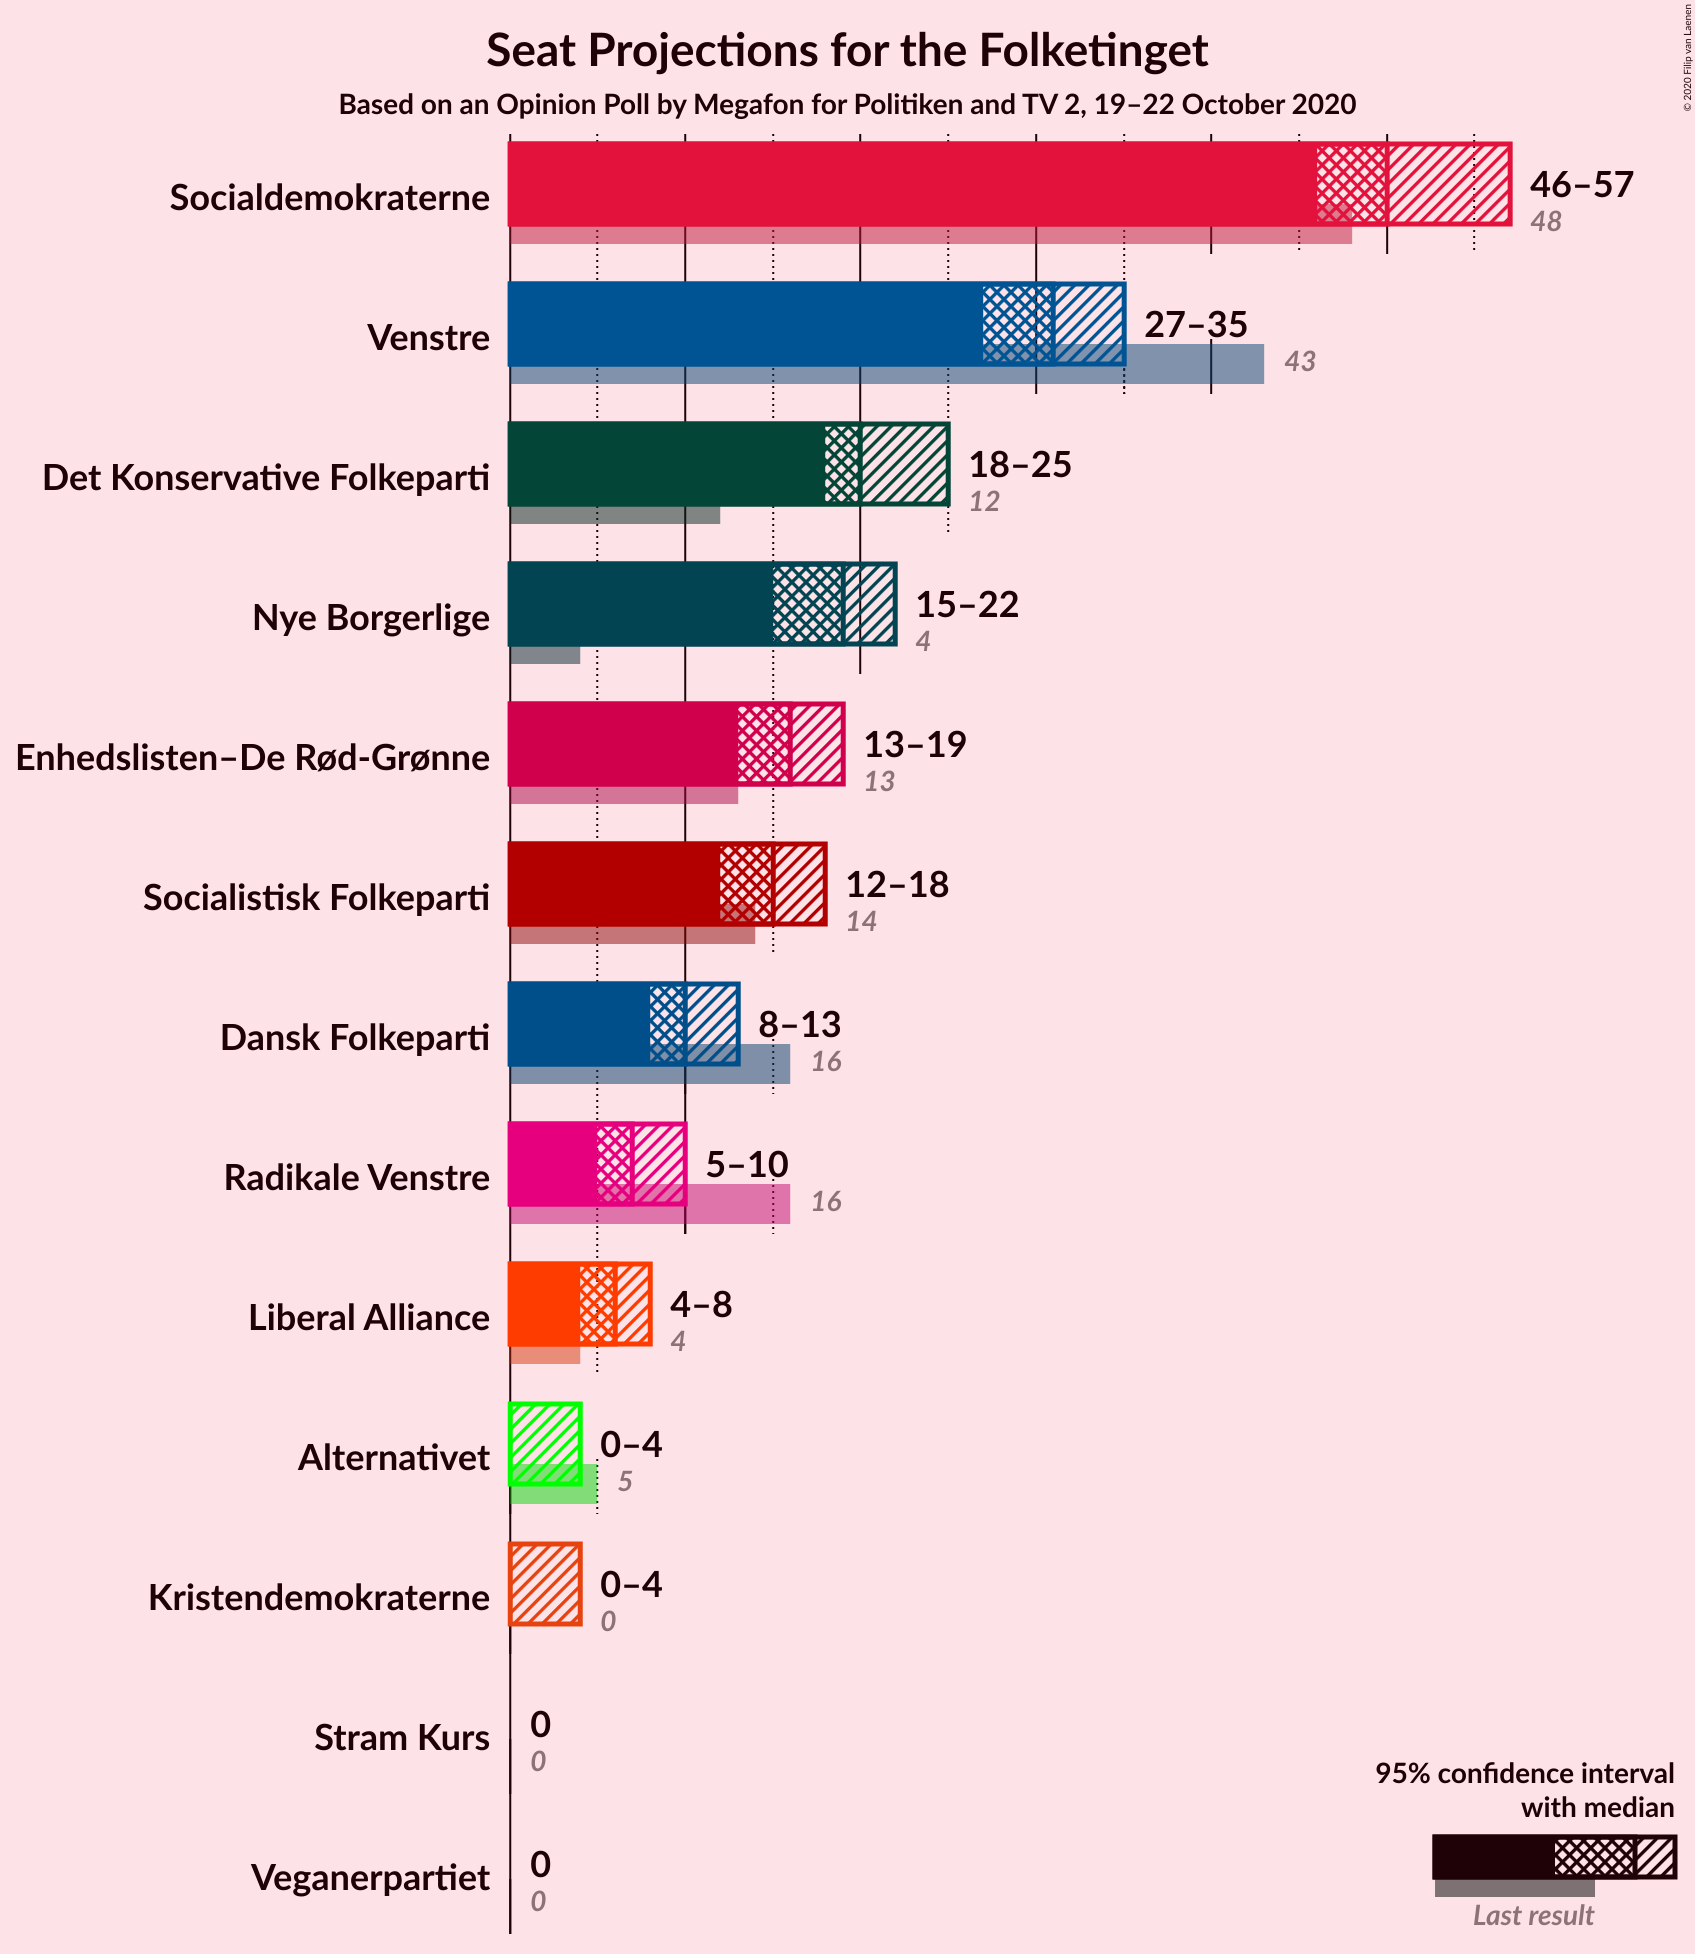 Seat Projections for the Folketinget
Based on an Opinion Poll by Megafon for Politiken and TV 2, 19–22 October 2020
© 2020 Filip van Laenen
Socialdemokraterne
46–57
48
Venstre
27–35
43
Det Konservative Folkeparti
18–25
12
Nye Borgerlige
15–22
4
Enhedslisten–De Rød-Grønne
13–19
13
Socialistisk Folkeparti
12–18
14
Dansk Folkeparti
8–13
16
Radikale Venstre
5–10
16
Liberal Alliance
4–8
4
Alternativet
0–4
5
Kristendemokraterne
0–4
0
Stram Kurs
0
0
Veganerpartiet
0
0
95% confidence interval
with median
Last result